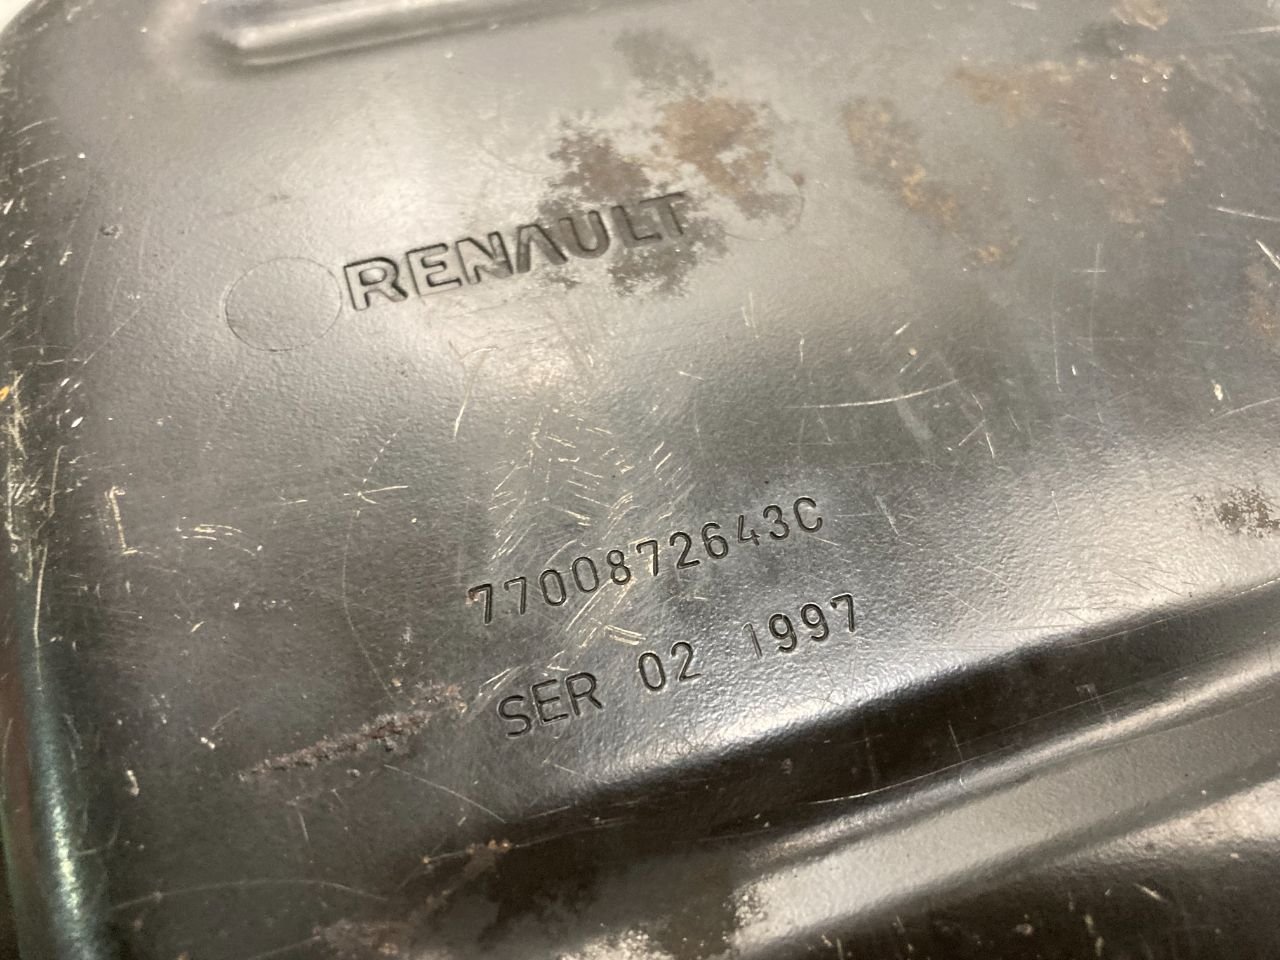 RENAULT
7700872643C
SER 02 1997